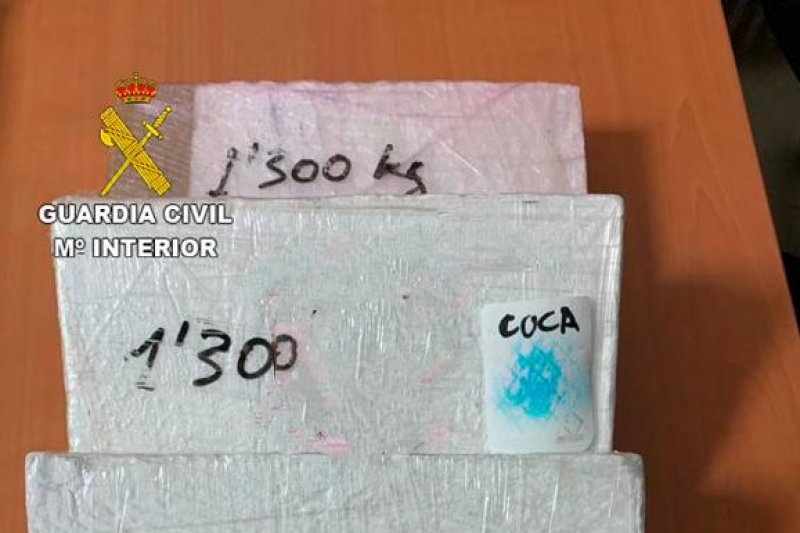 1'300 kg
GUARDIA CIVIL
Mº INTERIOR
1'300
COCA